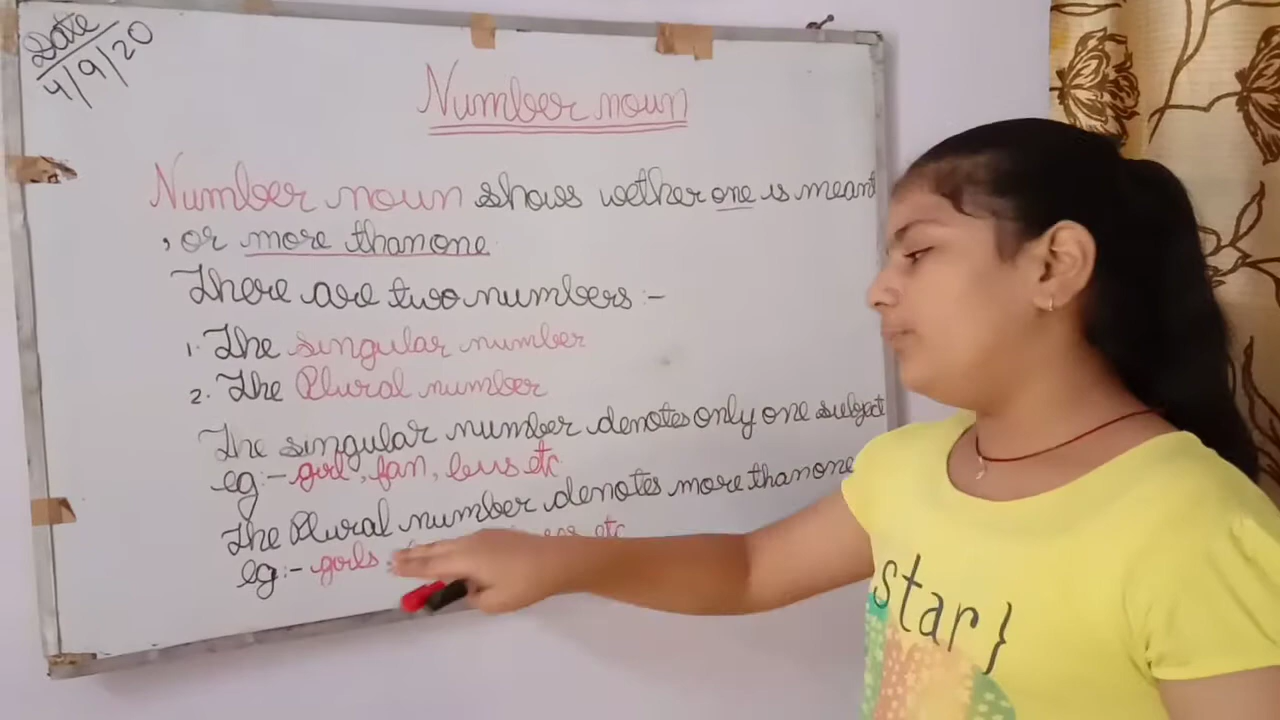 Date
4/9/20
Number noun
Number noun shows wether one is meant
, or more than one
There are two numbers :-
1. The singular number
2. The Plural number
The singular number denotes only one subject
eg:- girl, fan, bus etc
The Plural number denotes more than one
eg:- girls etc
star}